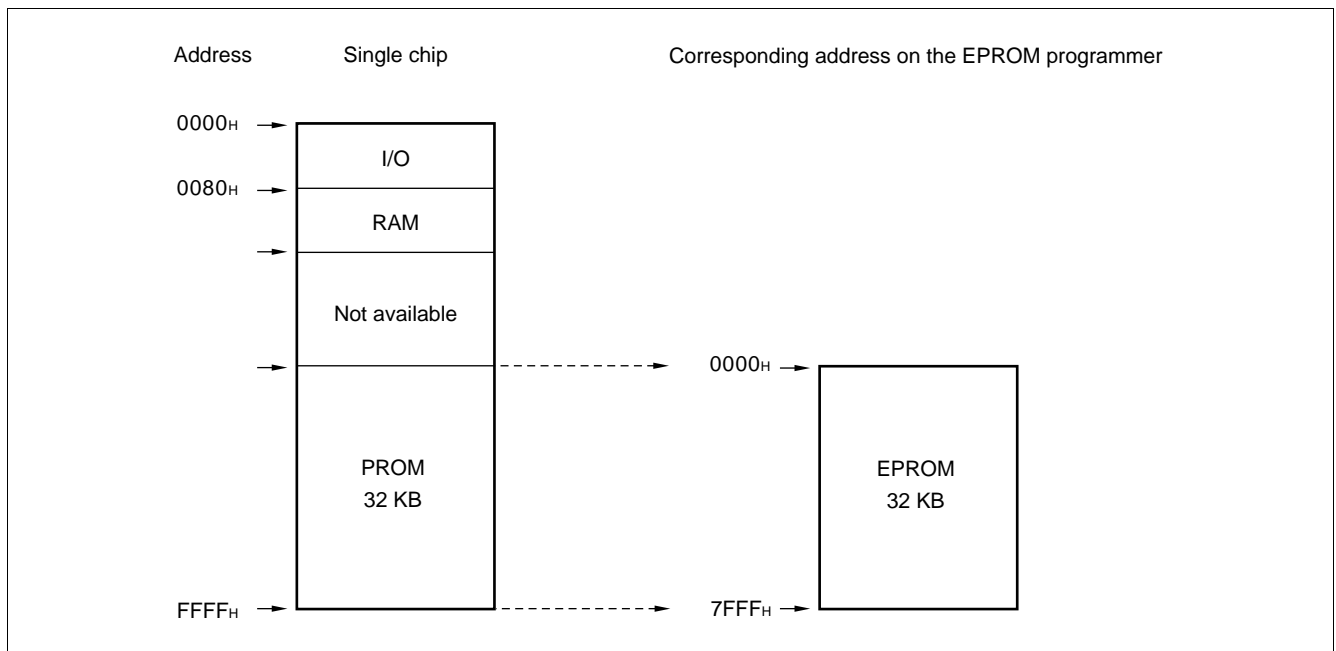 Address Single chip Corresponding address on the EPROM programmer
0000H
I/O
0080H
RAM
Not available
0000H
PROM
32 KB
EPROM
32 KB
FFFFH
7FFFH